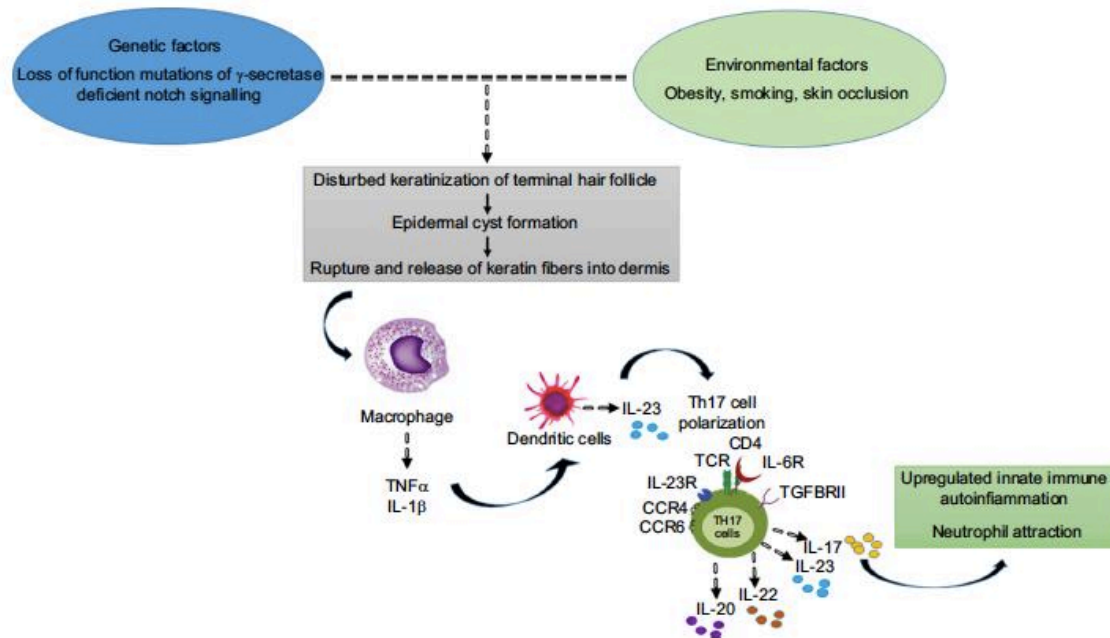 Genetic factors
Loss of function mutations of γ-secretase
deficient notch signalling
Environmental factors
Obesity, smoking, skin occlusion
Disturbed keratinization of terminal hair follicle
Epidermal cyst formation
Rupture and release of keratin fibers into dermis
Macrophage
TNFα
IL-1β
Dendritic cells
IL-23
Th17 cell
polarization
CD4
TCR
IL-6R
IL-23R
TGFBRII
CCR4
CCR6
TH17
cells
IL-17
IL-23
IL-22
IL-20
Upregulated innate immune
autoinflammation
Neutrophil attraction